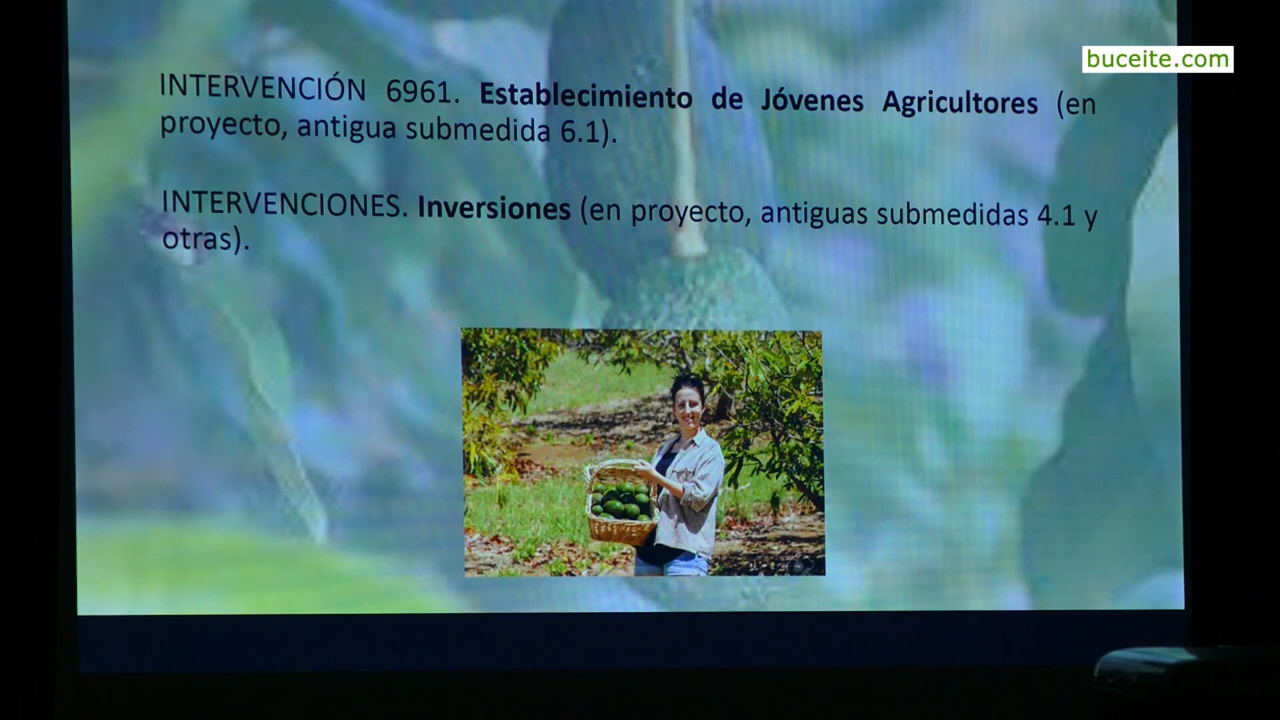 buceite.com
INTERVENCIÓN 6961. Establecimiento de Jóvenes Agricultores (en
proyecto, antigua submedida 6.1).
INTERVENCIONES. Inversiones (en proyecto, antiguas submedidas 4.1 y
otras).